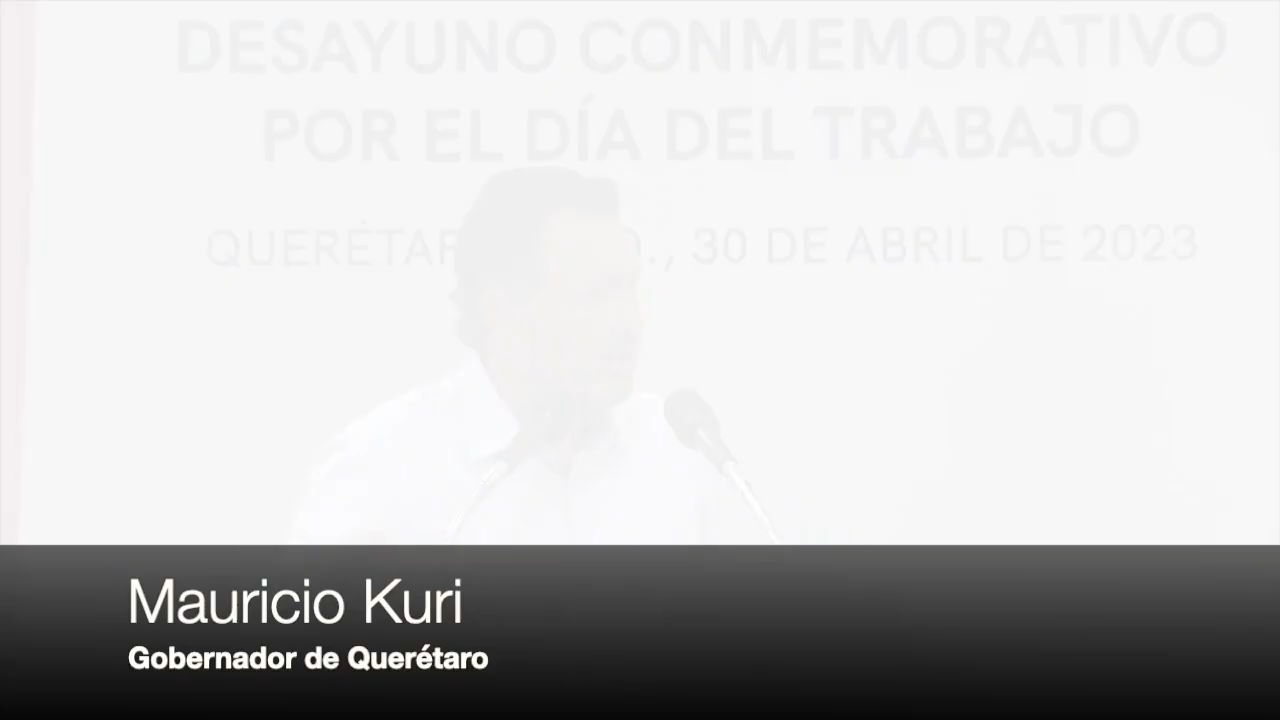 DESAYUNO CONMEMORATIVO
POR EL DÍA DEL TRABAJO
30 DE ABRIL DE 2023
Mauricio Kuri
Gobernador de Querétaro